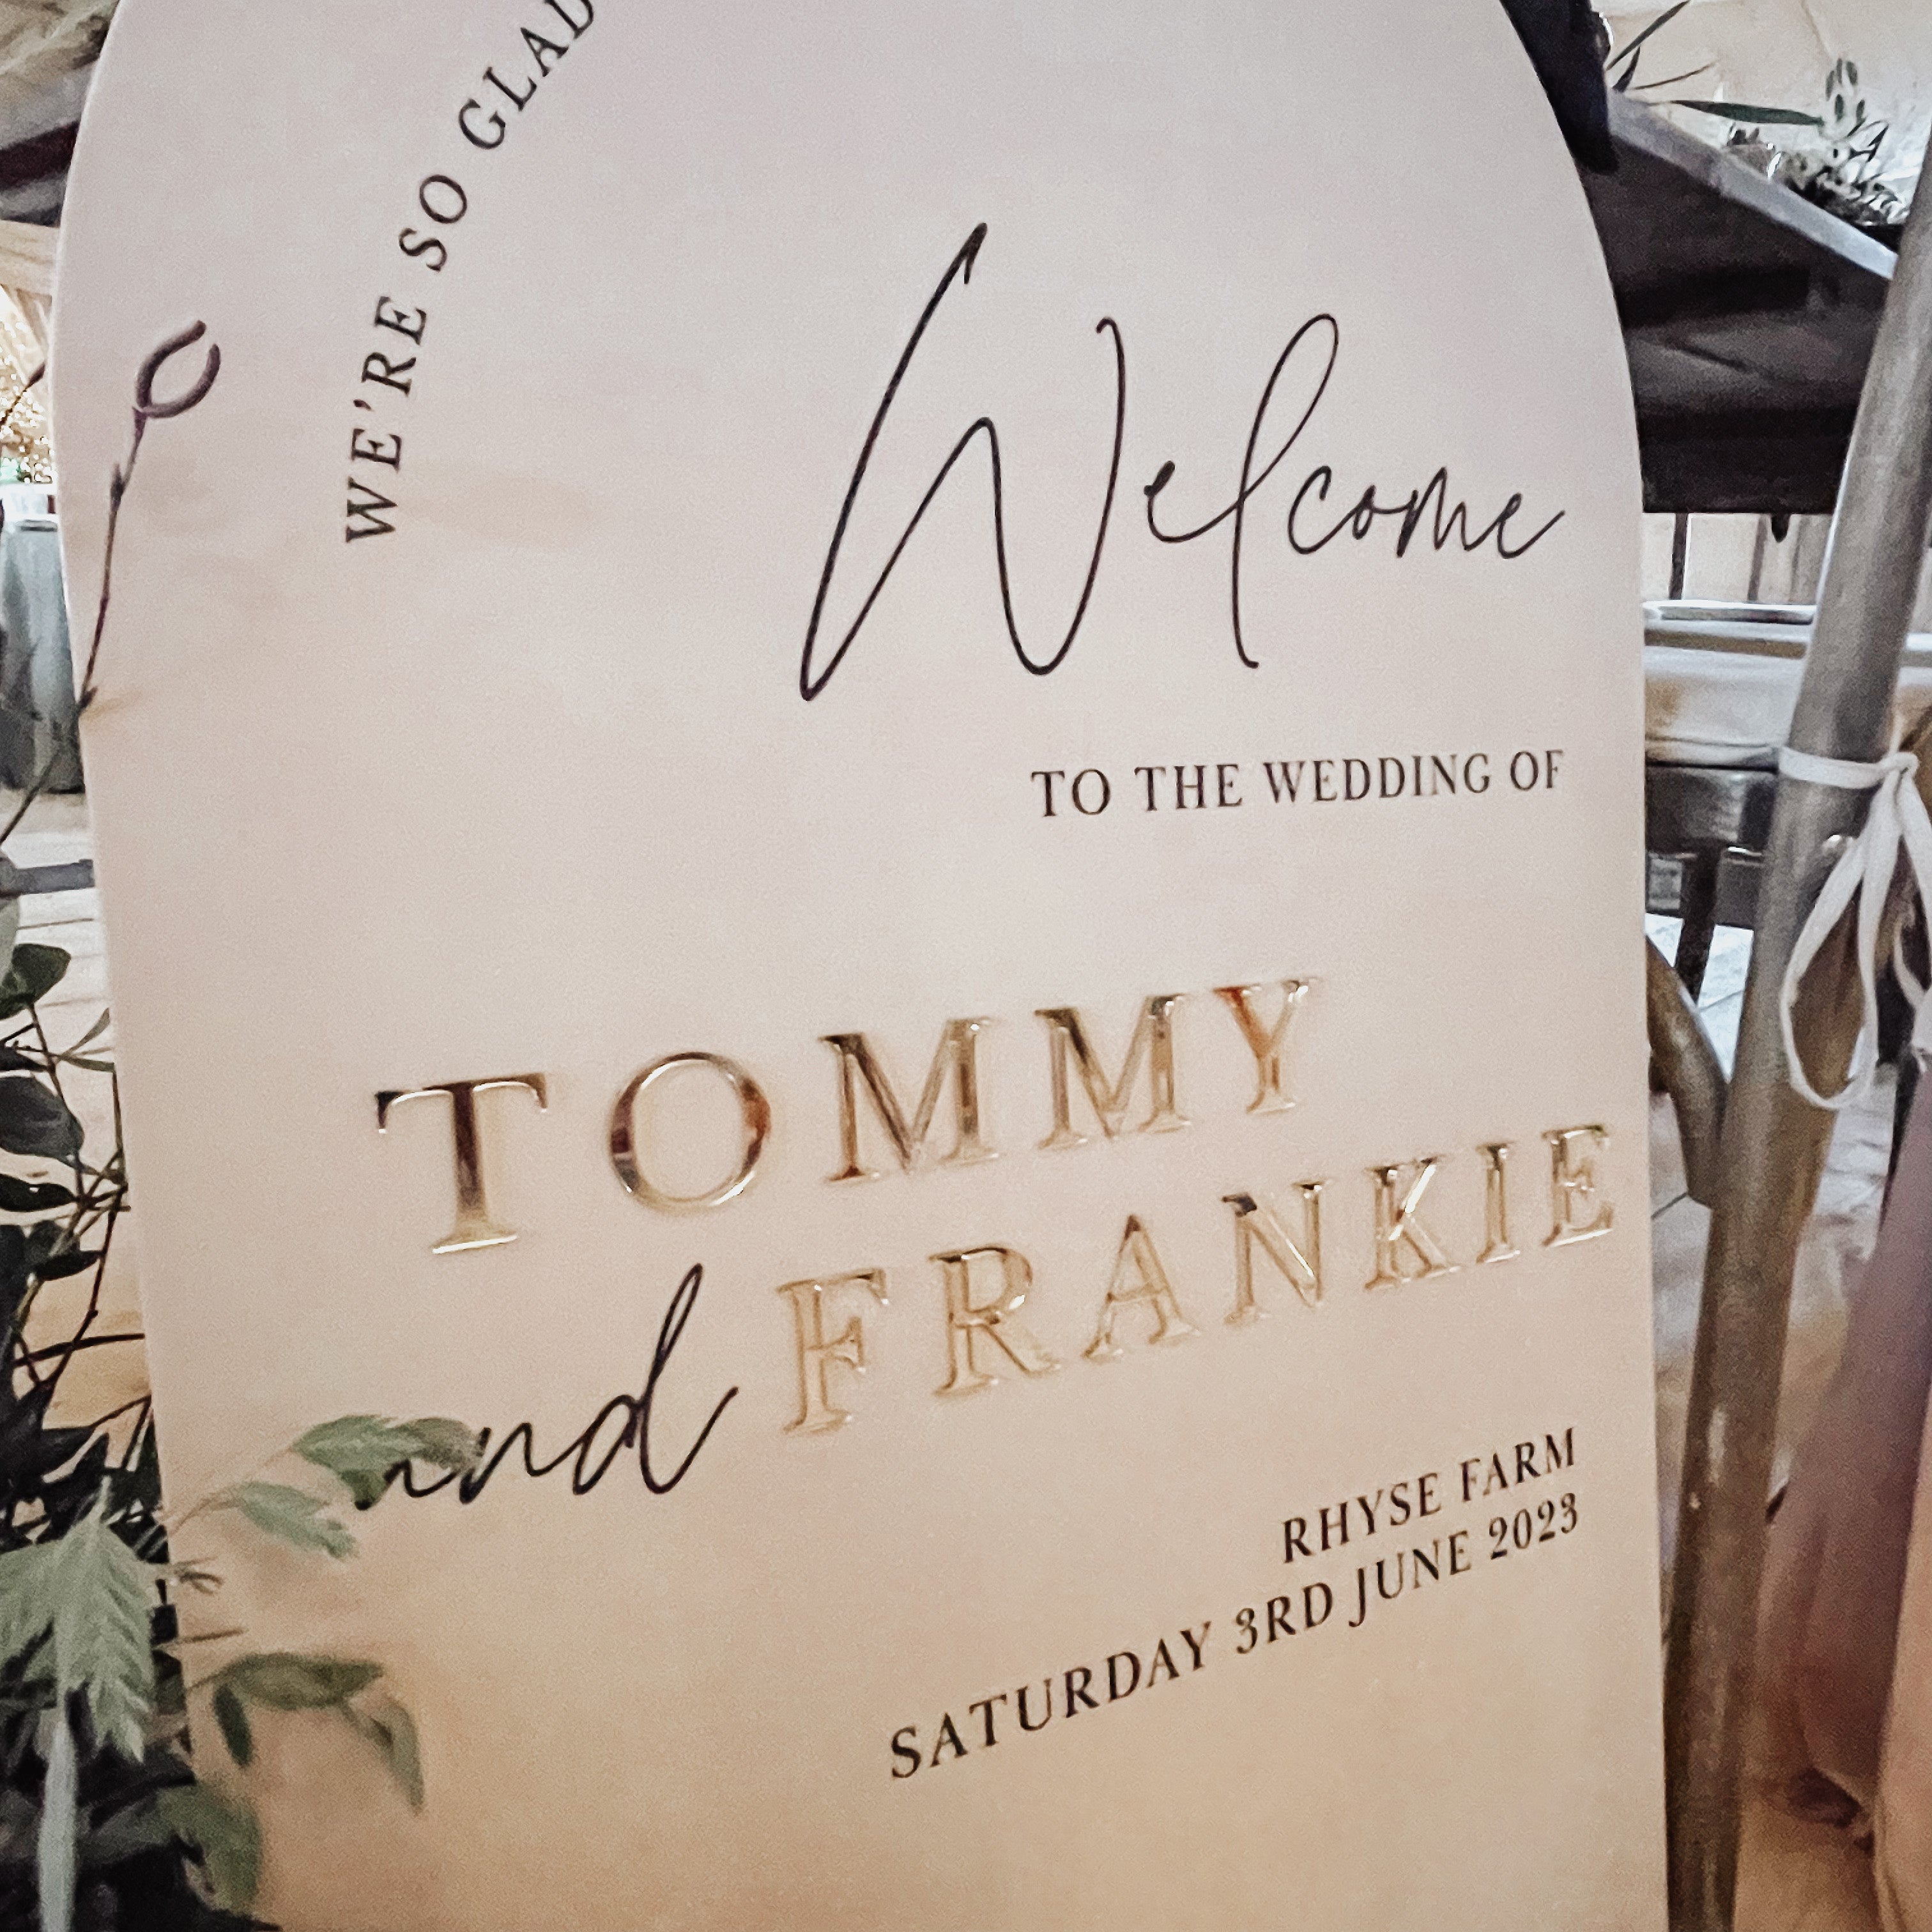 WE'RE SO GLAD
Welcome
TO THE WEDDING OF
TOMMY
and FRANKIE
RHYSE FARM
SATURDAY 3RD JUNE 2023